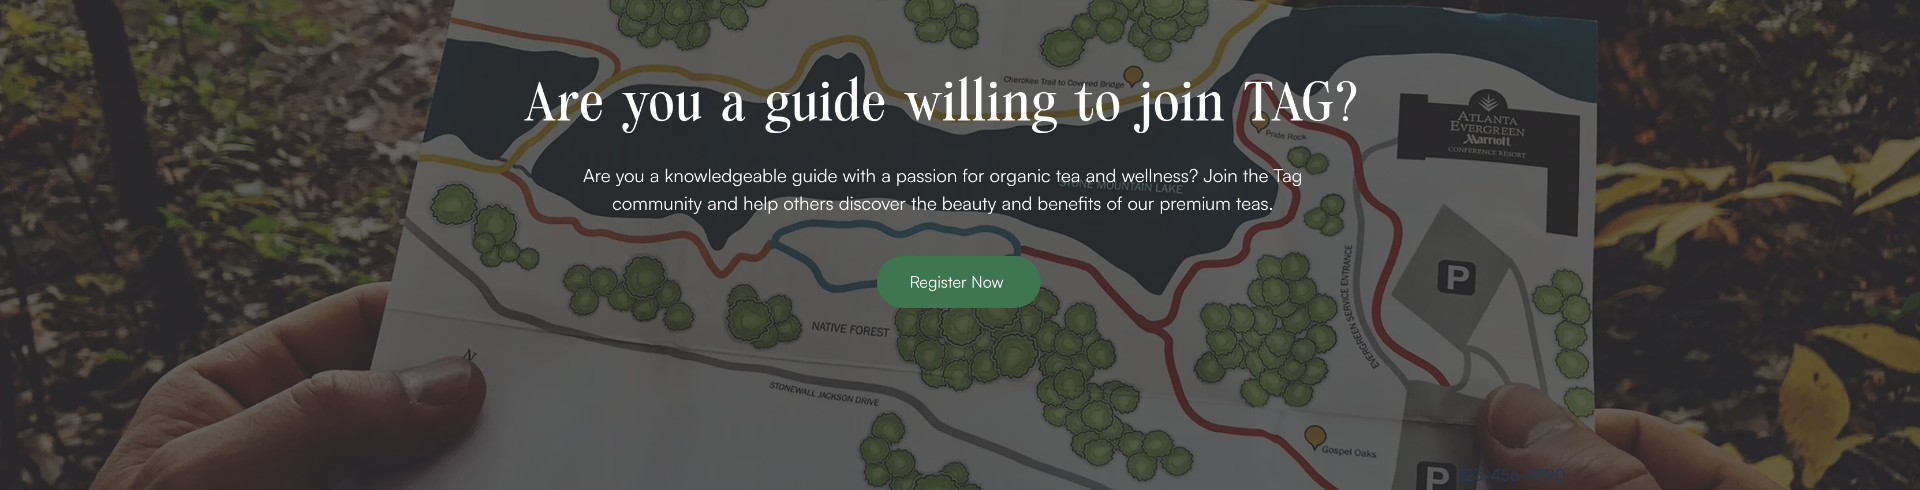 Cherokee Trail to Covered Bridge
Are you a guide willing to join TAG?
Pride Rock
ATLANTA
EVERGREEN
Marriott
CONFERENCE RESORT
Are you a knowledgeable guide with a passion for organic tea and wellness? Join the Tag
STONE MOUNTAIN LAKE
community and help others discover the beauty and benefits of our premium teas.
Register Now
P
EVERGREEN SERVICE ENTRANCE
NATIVE FOREST
N
STONEWALL JACKSON DRIVE
Gospel Oaks
P